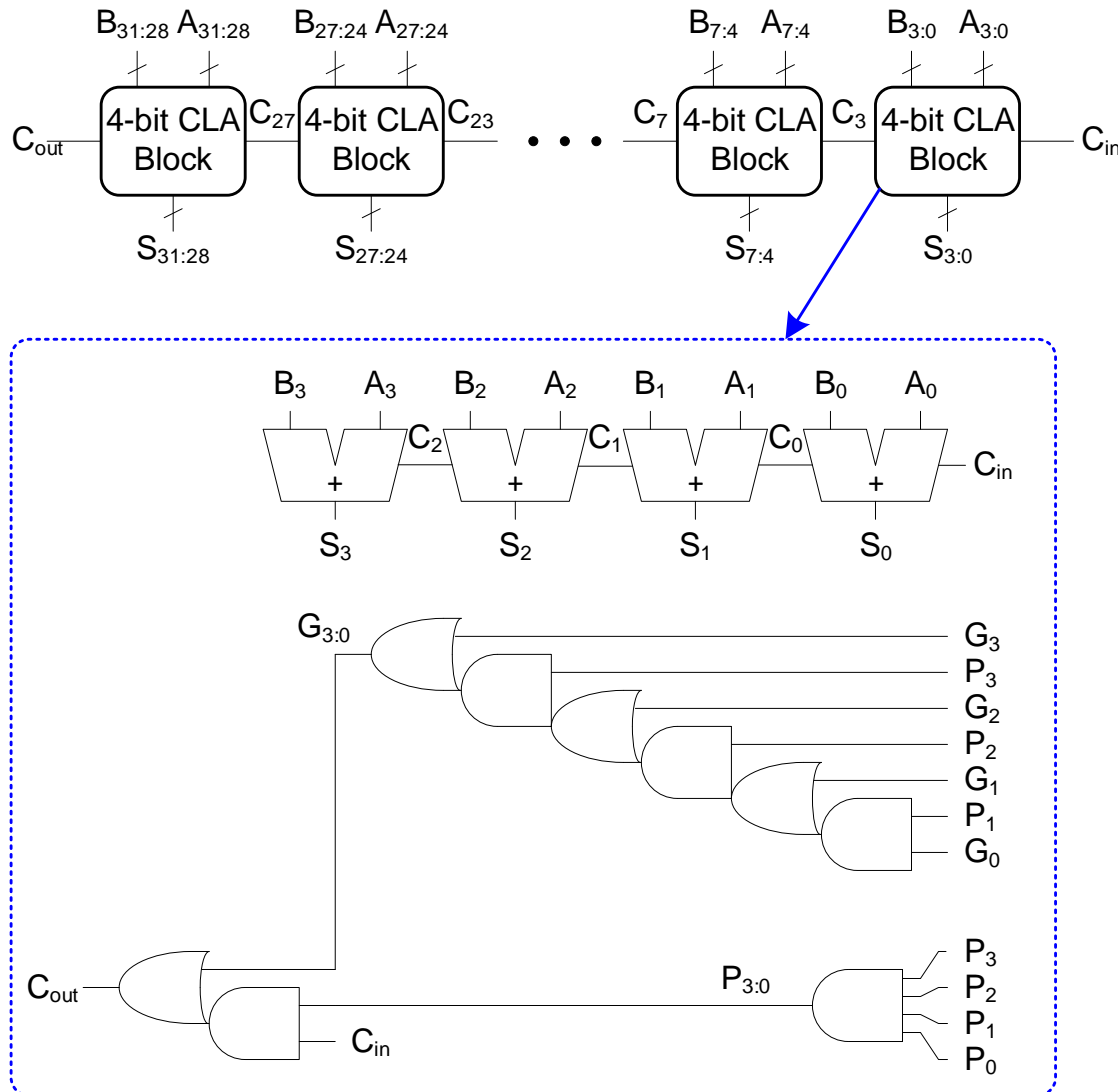 B31:28 A31:28 B27:24 A27:24 B7:4 A7:4 B3:0 A3:0
Cout 4-bit CLA Block C27 4-bit CLA Block C23 • • • C7 4-bit CLA Block C3 4-bit CLA Block Cin
S31:28 S27:24 S7:4 S3:0
B3 A3 B2 A2 B1 A1 B0 A0
C2 C1 C0 Cin
+ + + +
S3 S2 S1 S0
G3:0
G3
P3
G2
P2
G1
P1
G0
P3:0
P3
P2
P1
P0
Cout
Cin